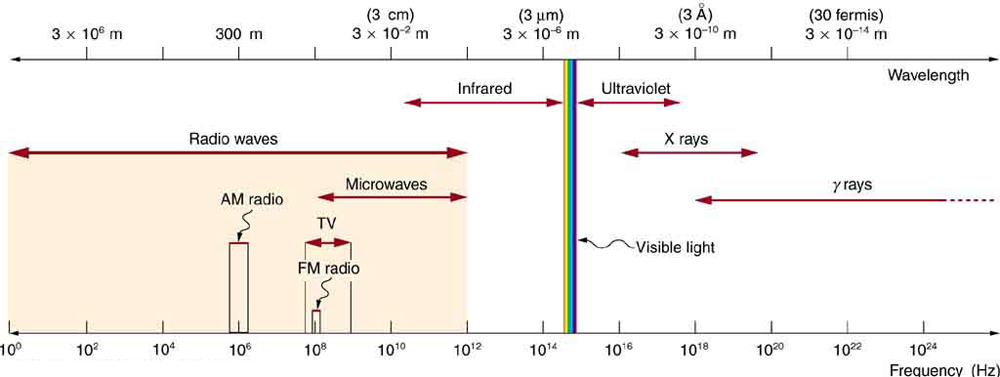 (3 cm) (3 μm) (3 Å) (30 fermis)
3 × 10⁶ m 300 m 3 × 10⁻² m 3 × 10⁻⁶ m 3 × 10⁻¹⁰ m 3 × 10⁻¹⁴ m
Wavelength
Infrared Ultraviolet
Radio waves X rays
Microwaves γ rays
AM radio
TV
Visible light
FM radio
10⁰ 10² 10⁴ 10⁶ 10⁸ 10¹⁰ 10¹² 10¹⁴ 10¹⁶ 10¹⁸ 10²⁰ 10²² 10²⁴
Frequency (Hz)